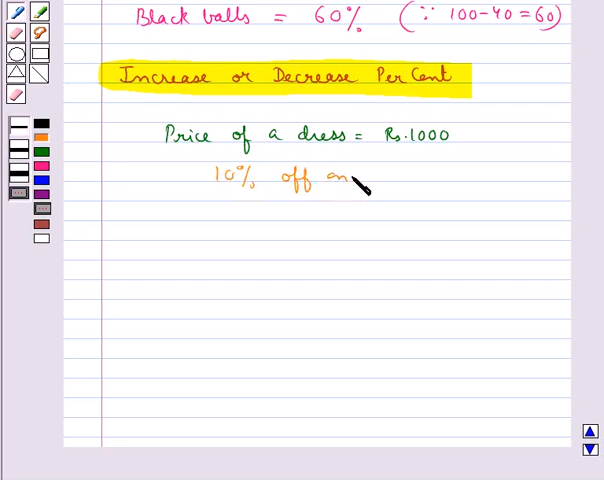 Black balls = 60% (∵ 100-40=60)
Increase or Decrease Per Cent
Price of a dress = Rs.1000
10% off on